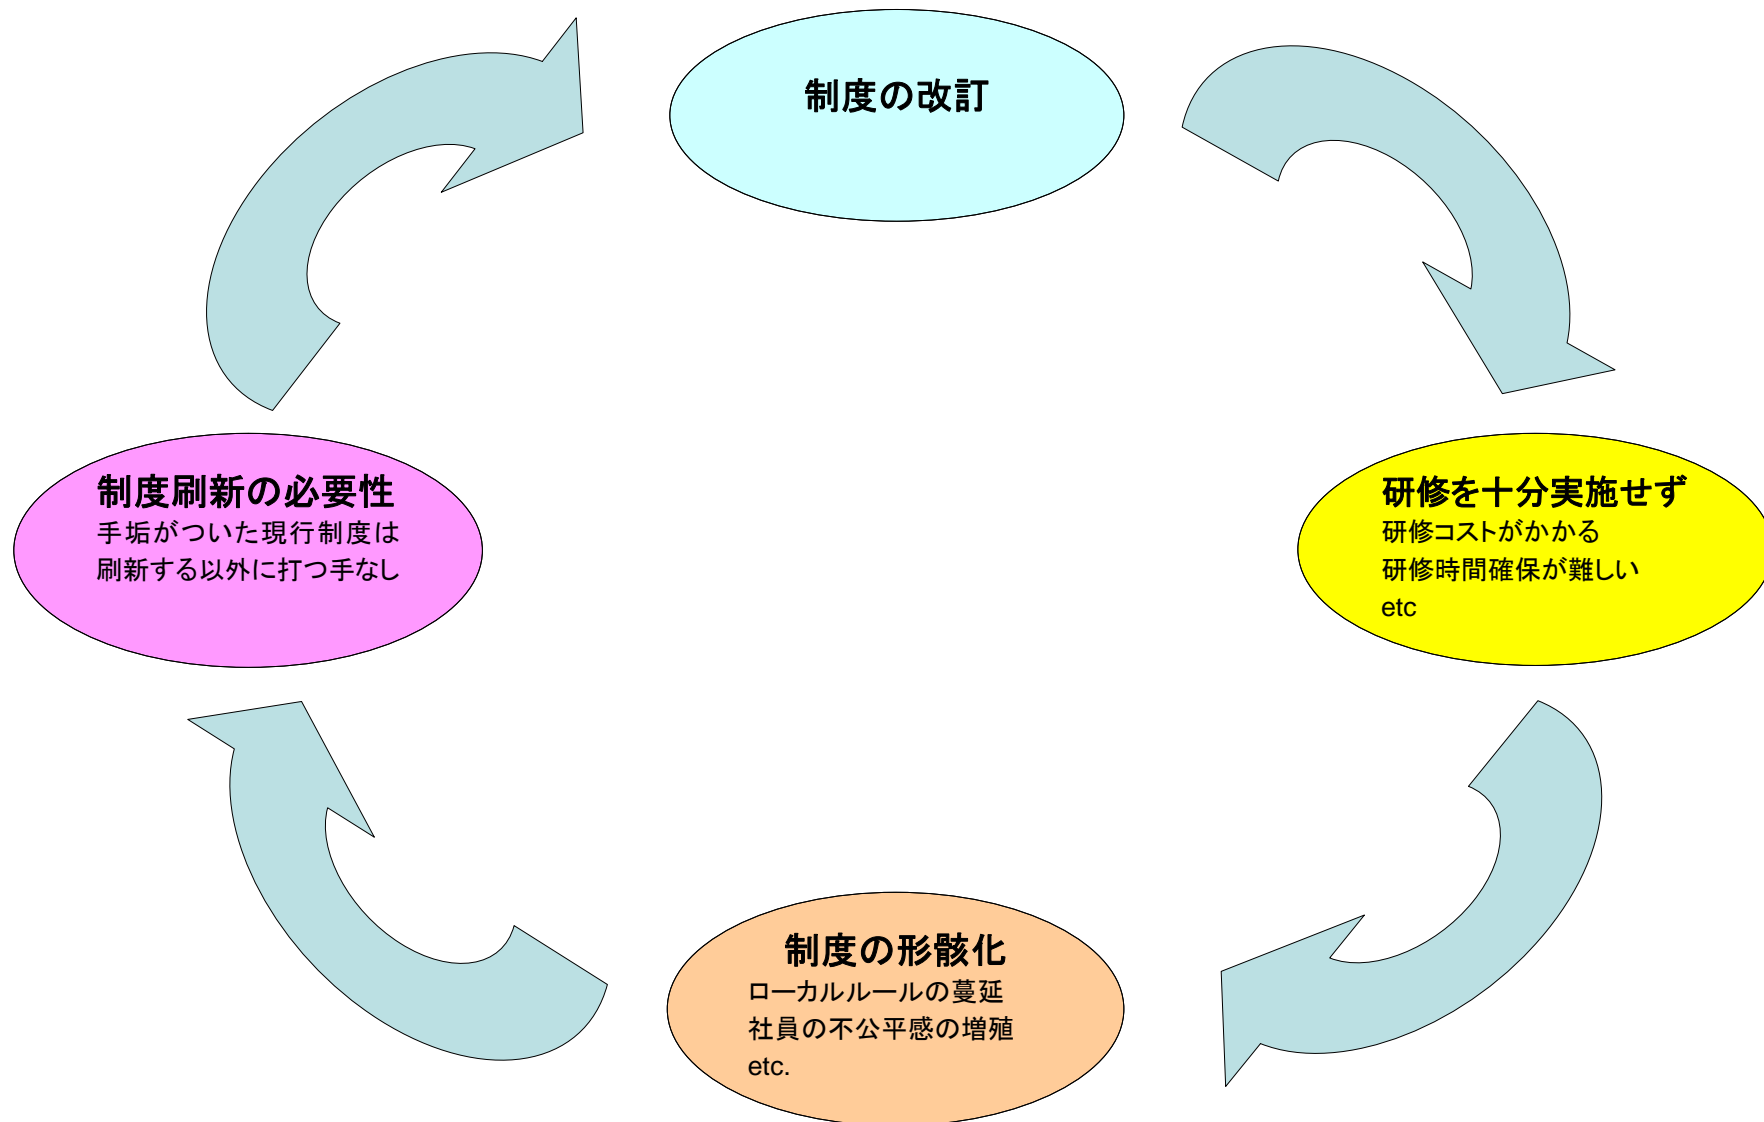 制度の改訂
制度刷新の必要性
手垢がついた現行制度は
刷新する以外に打つ手なし
研修を十分実施せず
研修コストがかかる
研修時間確保が難しい
etc
制度の形骸化
ローカルルールの蔓延
社員の不公平感の増殖
etc.